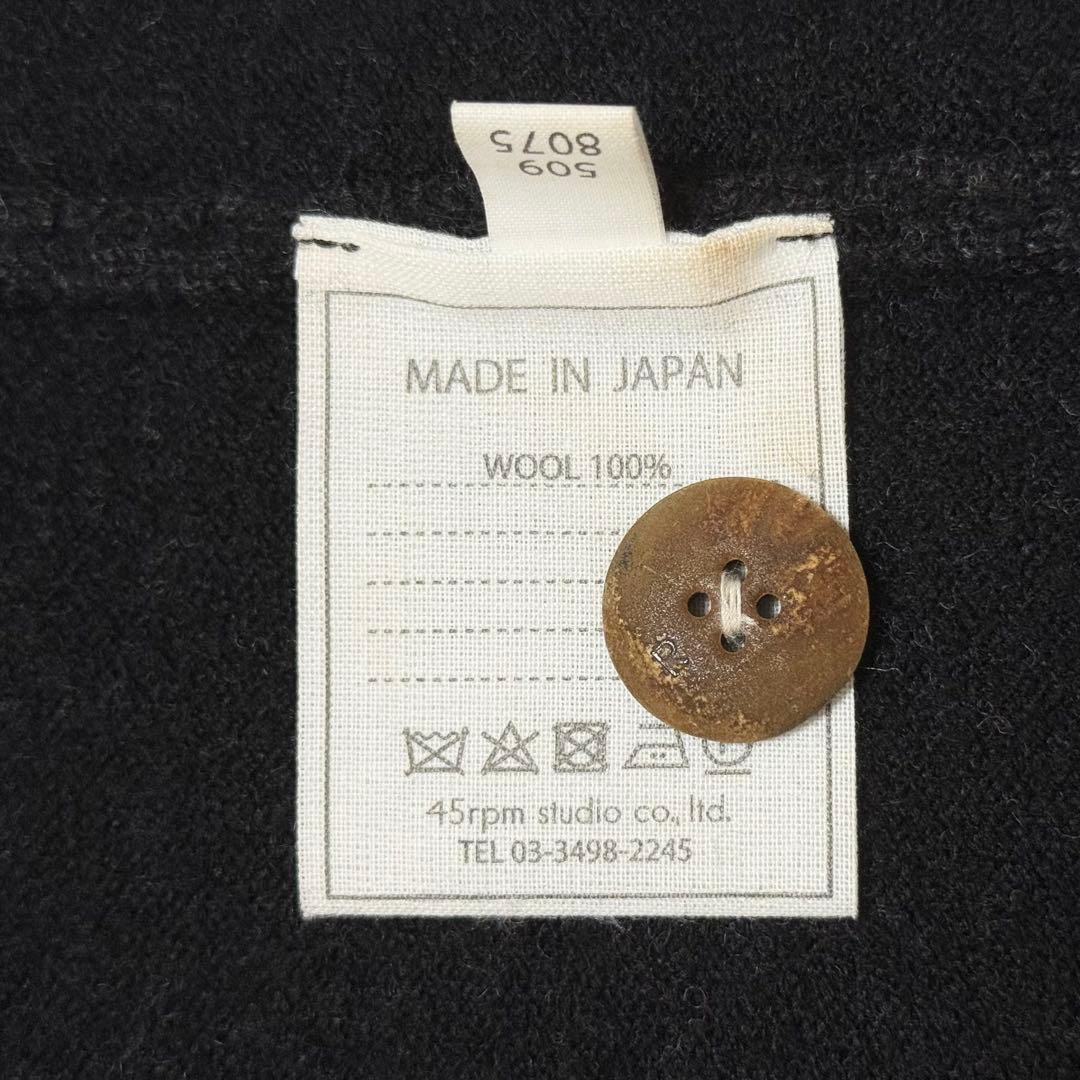 509
8075
MADE IN JAPAN
WOOL 100%
45rpm studio co., ltd.
TEL 03-3498-2245